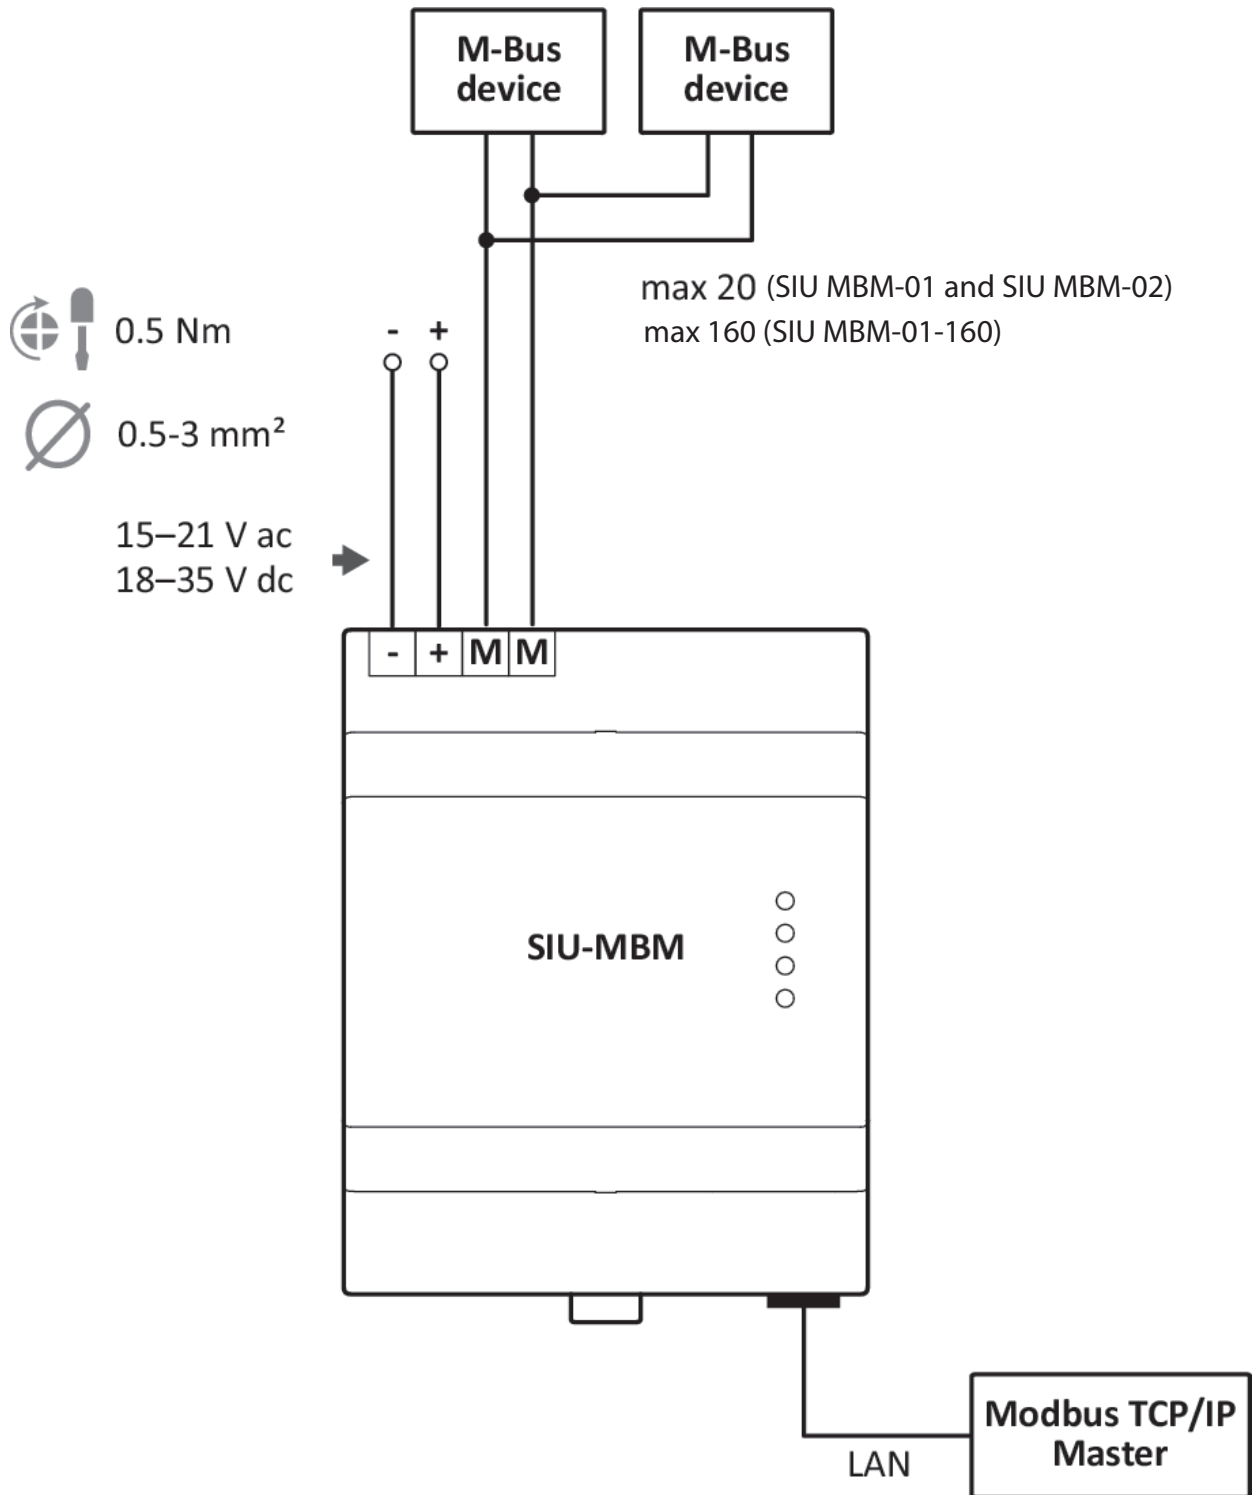 M-Bus
device
M-Bus
device
max 20 (SIU MBM-01 and SIU MBM-02)
max 160 (SIU MBM-01-160)
0.5 Nm
- +
0.5-3 mm²
15–21 V ac
18–35 V dc
- + M M
SIU-MBM
Modbus TCP/IP
Master
LAN